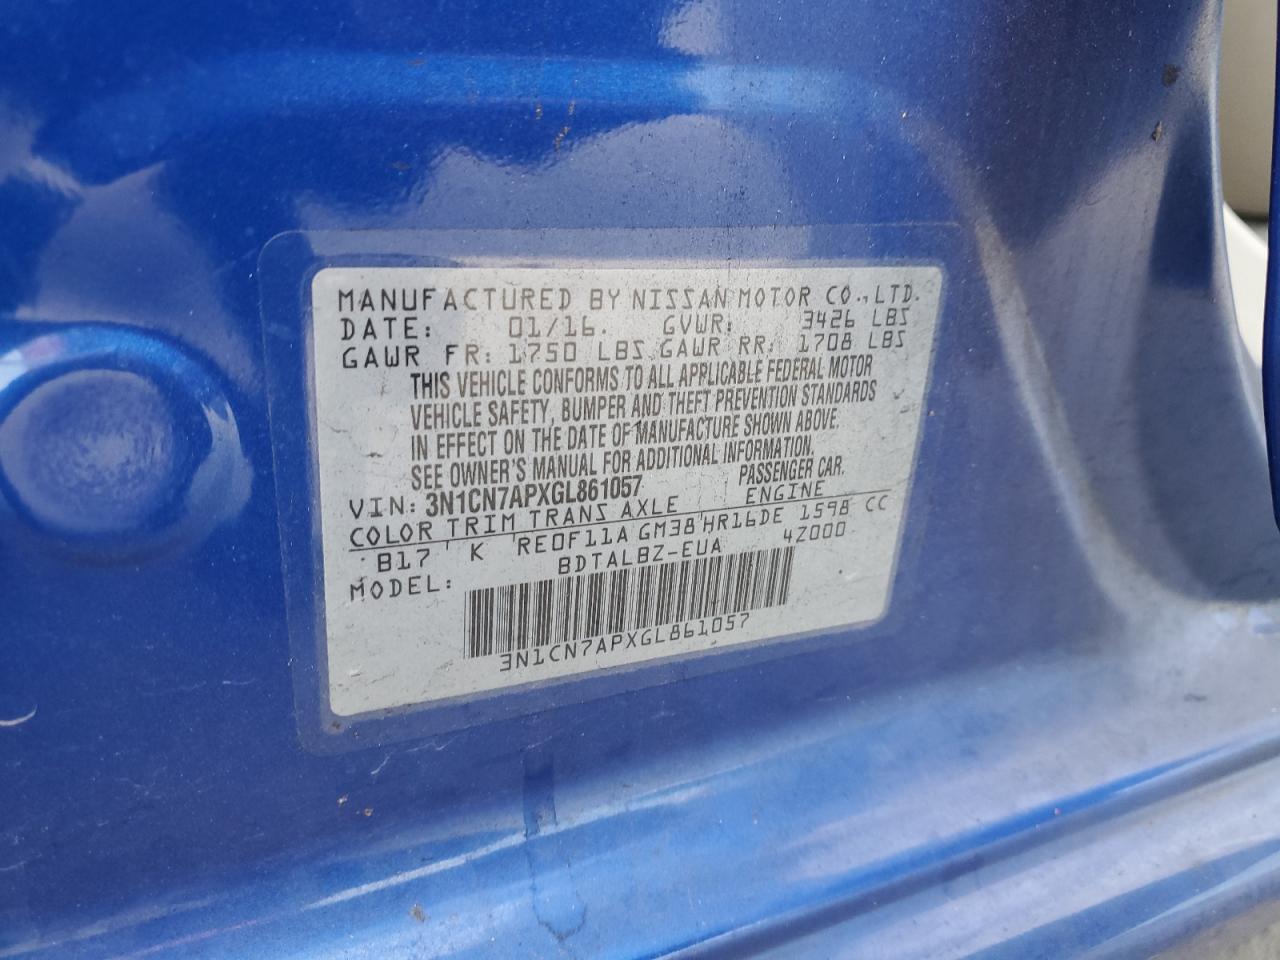 MANUFACTURED BY NISSAN MOTOR CO.,LTD.
DATE: 01/16. GVWR: 3426 LBS
GAWR FR: 1750 LBS GAWR RR: 1708 LBS
THIS VEHICLE CONFORMS TO ALL APPLICABLE FEDERAL MOTOR
VEHICLE SAFETY, BUMPER AND THEFT PREVENTION STANDARDS
IN EFFECT ON THE DATE OF MANUFACTURE SHOWN ABOVE.
SEE OWNER'S MANUAL FOR ADDITIONAL INFORMATION.
VIN: 3N1CN7APXGL861057 PASSENGER CAR.
COLOR TRIM TRANS AXLE ENGINE
B17 K RE0F11A GM38 HR16DE 1598 CC
MODEL: BDTALBZ-EUA 42000
3N1CN7APXGL861057